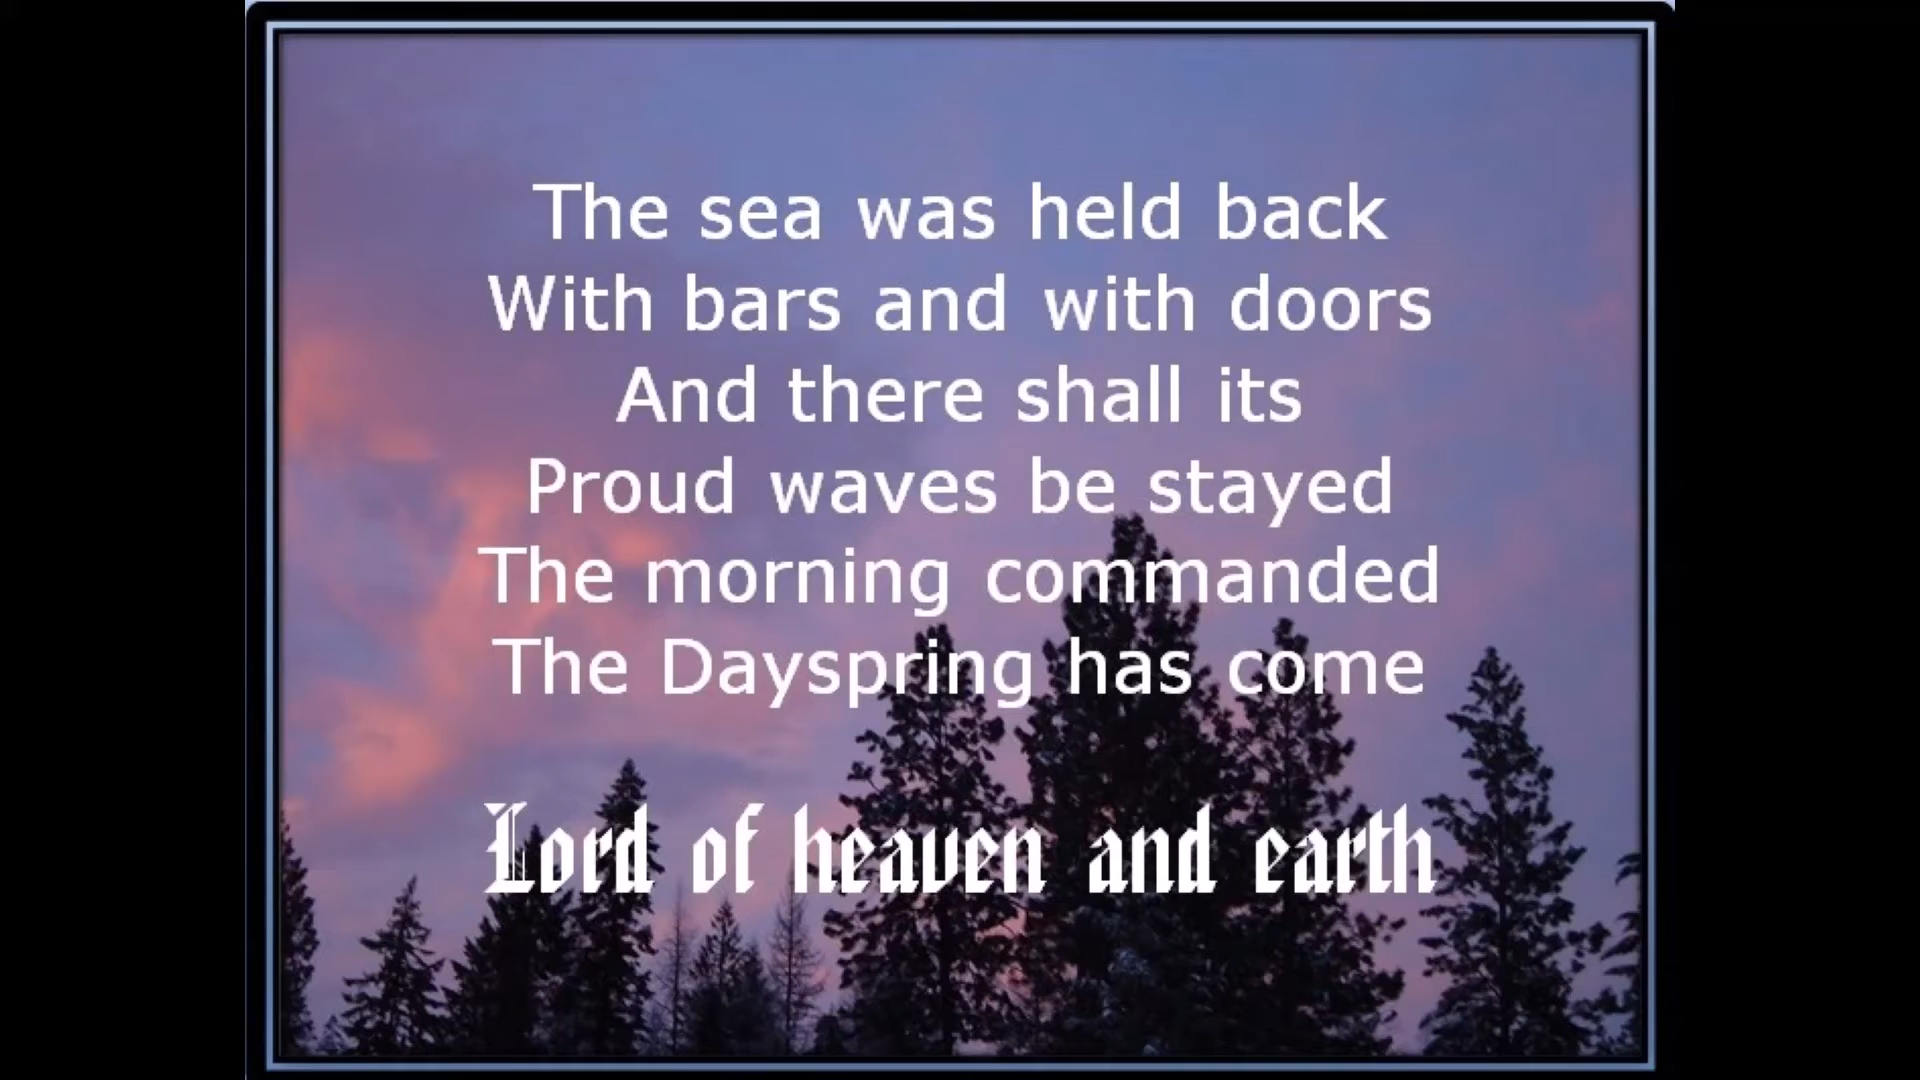 The sea was held back
With bars and with doors
And there shall its
Proud waves be stayed
The morning commanded
The Dayspring has come
Lord of heaven and earth